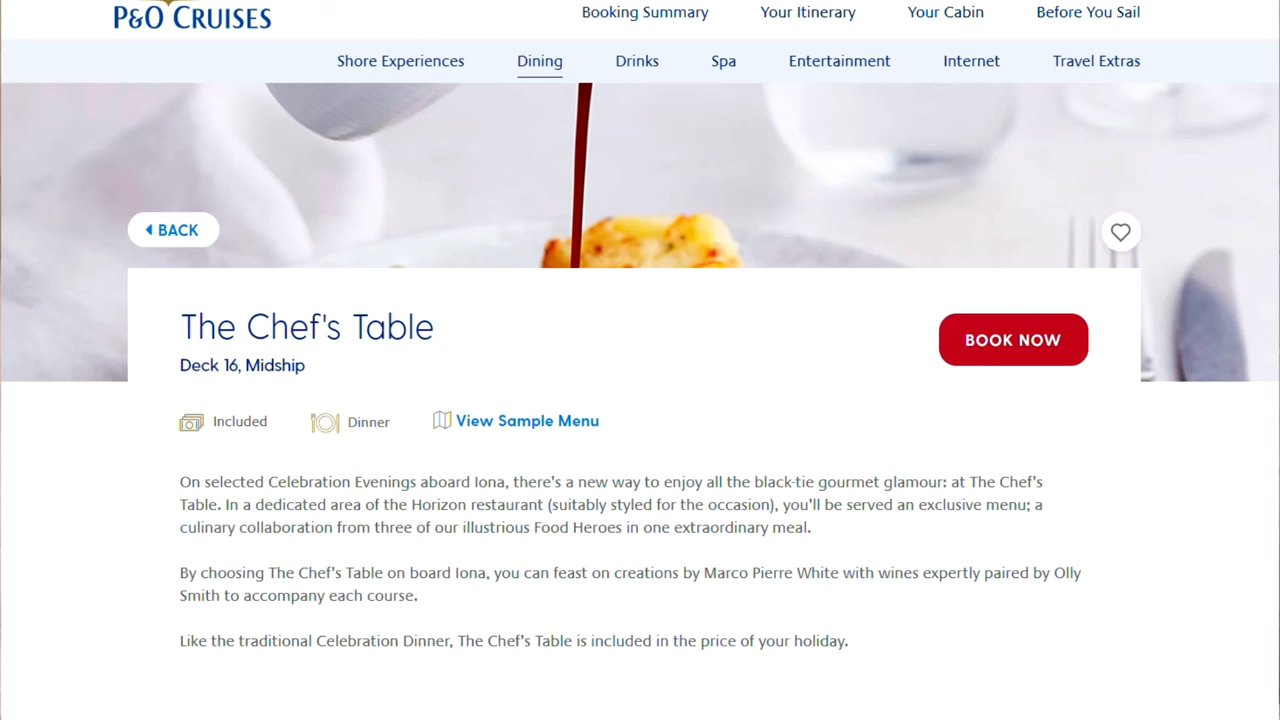 P&O CRUISES
Booking Summary Your Itinerary Your Cabin Before You Sail
Shore Experiences Dining Drinks Spa Entertainment Internet Travel Extras
BACK
The Chef's Table
BOOK NOW
Deck 16, Midship
Included Dinner View Sample Menu
On selected Celebration Evenings aboard Iona, there’s a new way to enjoy all the black-tie gourmet glamour: at The Chef’s
Table. In a dedicated area of the Horizon restaurant (suitably styled for the occasion), you’ll be served an exclusive menu; a
culinary collaboration from three of our illustrious Food Heroes in one extraordinary meal.
By choosing The Chef’s Table on board Iona, you can feast on creations by Marco Pierre White with wines expertly paired by Olly
Smith to accompany each course.
Like the traditional Celebration Dinner, The Chef’s Table is included in the price of your holiday.